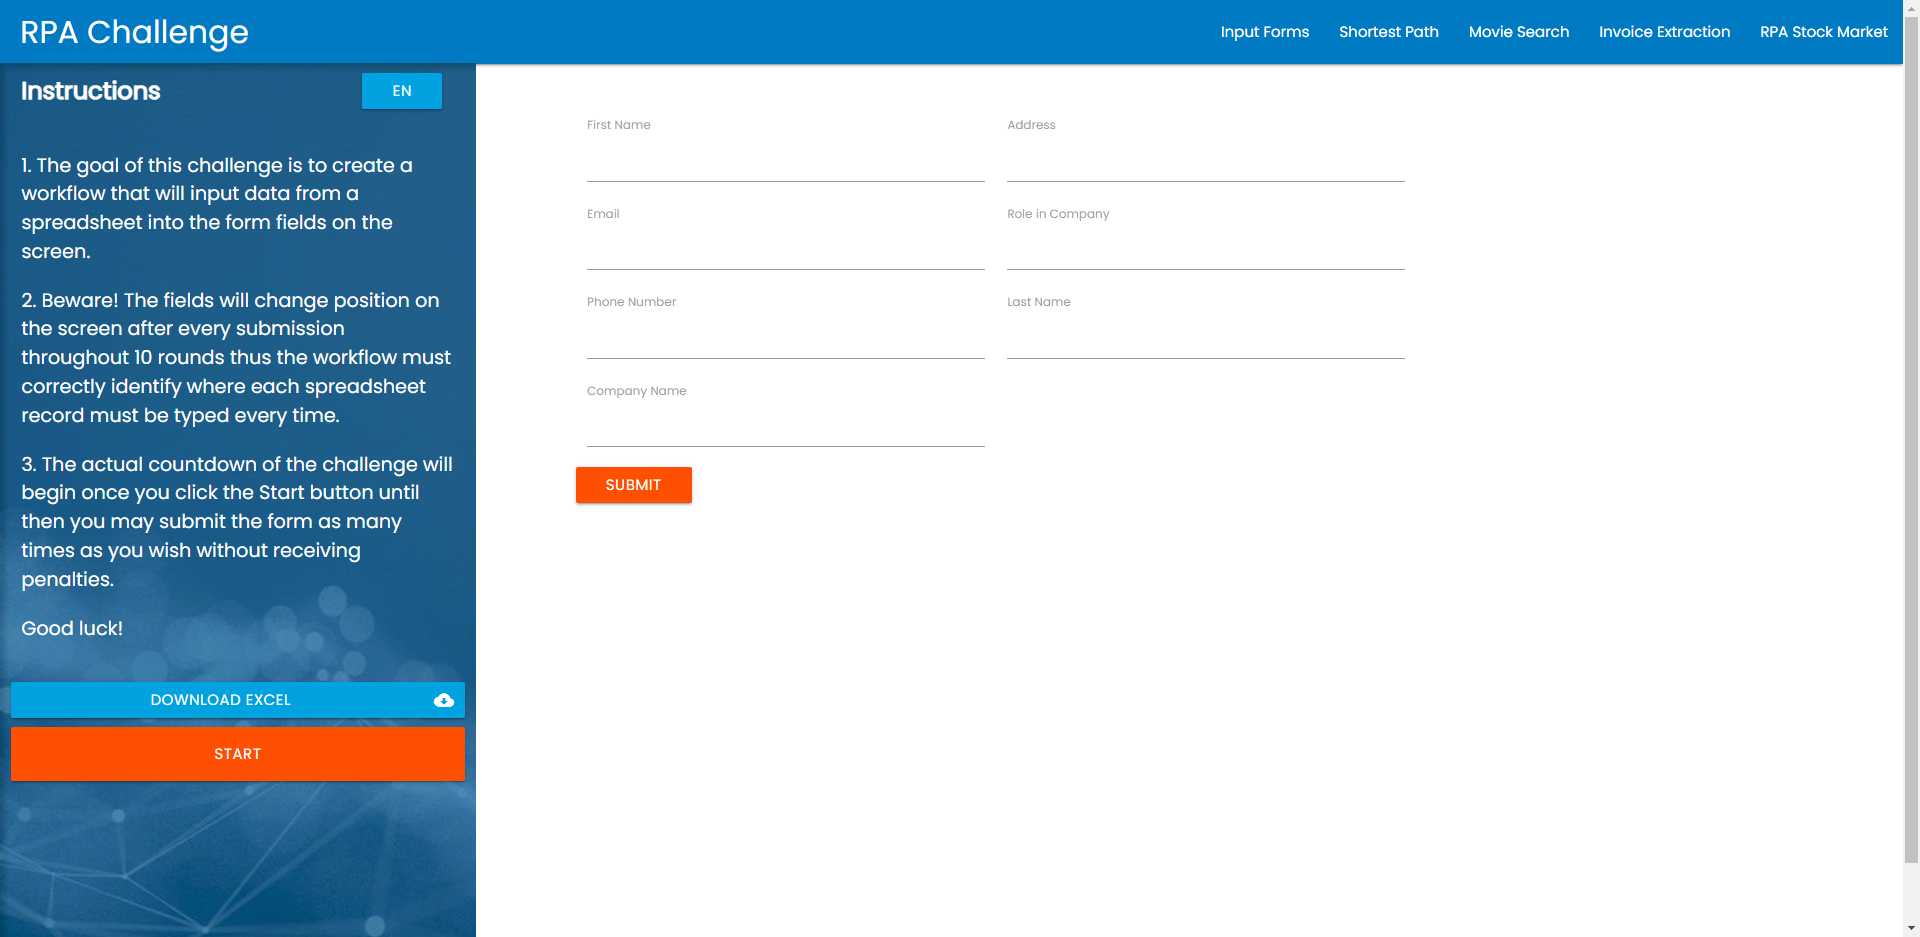 RPA Challenge
Input Forms
Shortest Path
Movie Search
Invoice Extraction
RPA Stock Market
Instructions
EN
1. The goal of this challenge is to create a
workflow that will input data from a
spreadsheet into the form fields on the
screen.
2. Beware! The fields will change position on
the screen after every submission
throughout 10 rounds thus the workflow must
correctly identify where each spreadsheet
record must be typed every time.
3. The actual countdown of the challenge will
begin once you click the Start button until
then you may submit the form as many
times as you wish without receiving
penalties.
Good luck!
DOWNLOAD EXCEL
START
First Name
Address
Email
Role in Company
Phone Number
Last Name
Company Name
SUBMIT